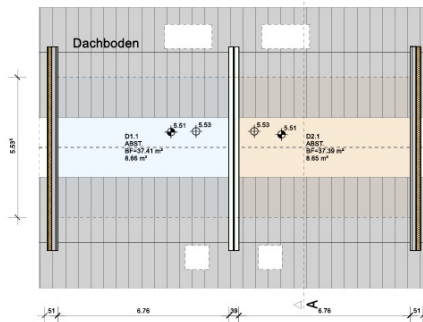 Dachboden
5.51
5.53
5.53
5.51
D1.1
ABST.
BF=37.41 m²
8.66 m²
D2.1
ABST.
BF=37.39 m²
8.65 m²
5.53⁵
A
.51
6.76
.39
6.76
.51